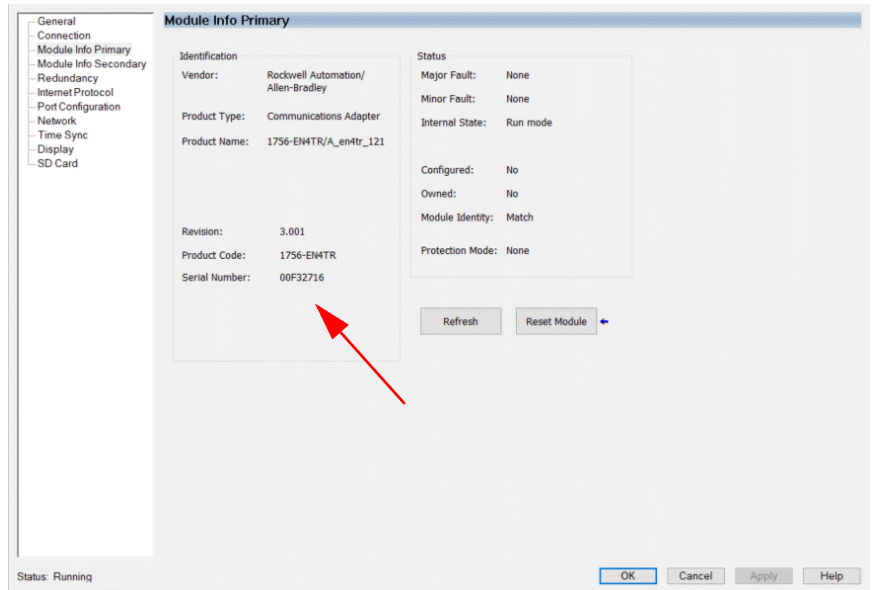 General
Connection
Module Info Primary
Module Info Secondary
Redundancy
Internet Protocol
Port Configuration
Network
Time Sync
Display
SD Card
Module Info Primary
Identification
Vendor: Rockwell Automation/
Allen-Bradley
Product Type: Communications Adapter
Product Name: 1756-EN4TR/A_en4tr_121
Revision: 3.001
Product Code: 1756-EN4TR
Serial Number: 00F32716
Status
Major Fault: None
Minor Fault: None
Internal State: Run mode
Configured: No
Owned: No
Module Identity: Match
Protection Mode: None
Refresh Reset Module
Status: Running
OK Cancel Apply Help